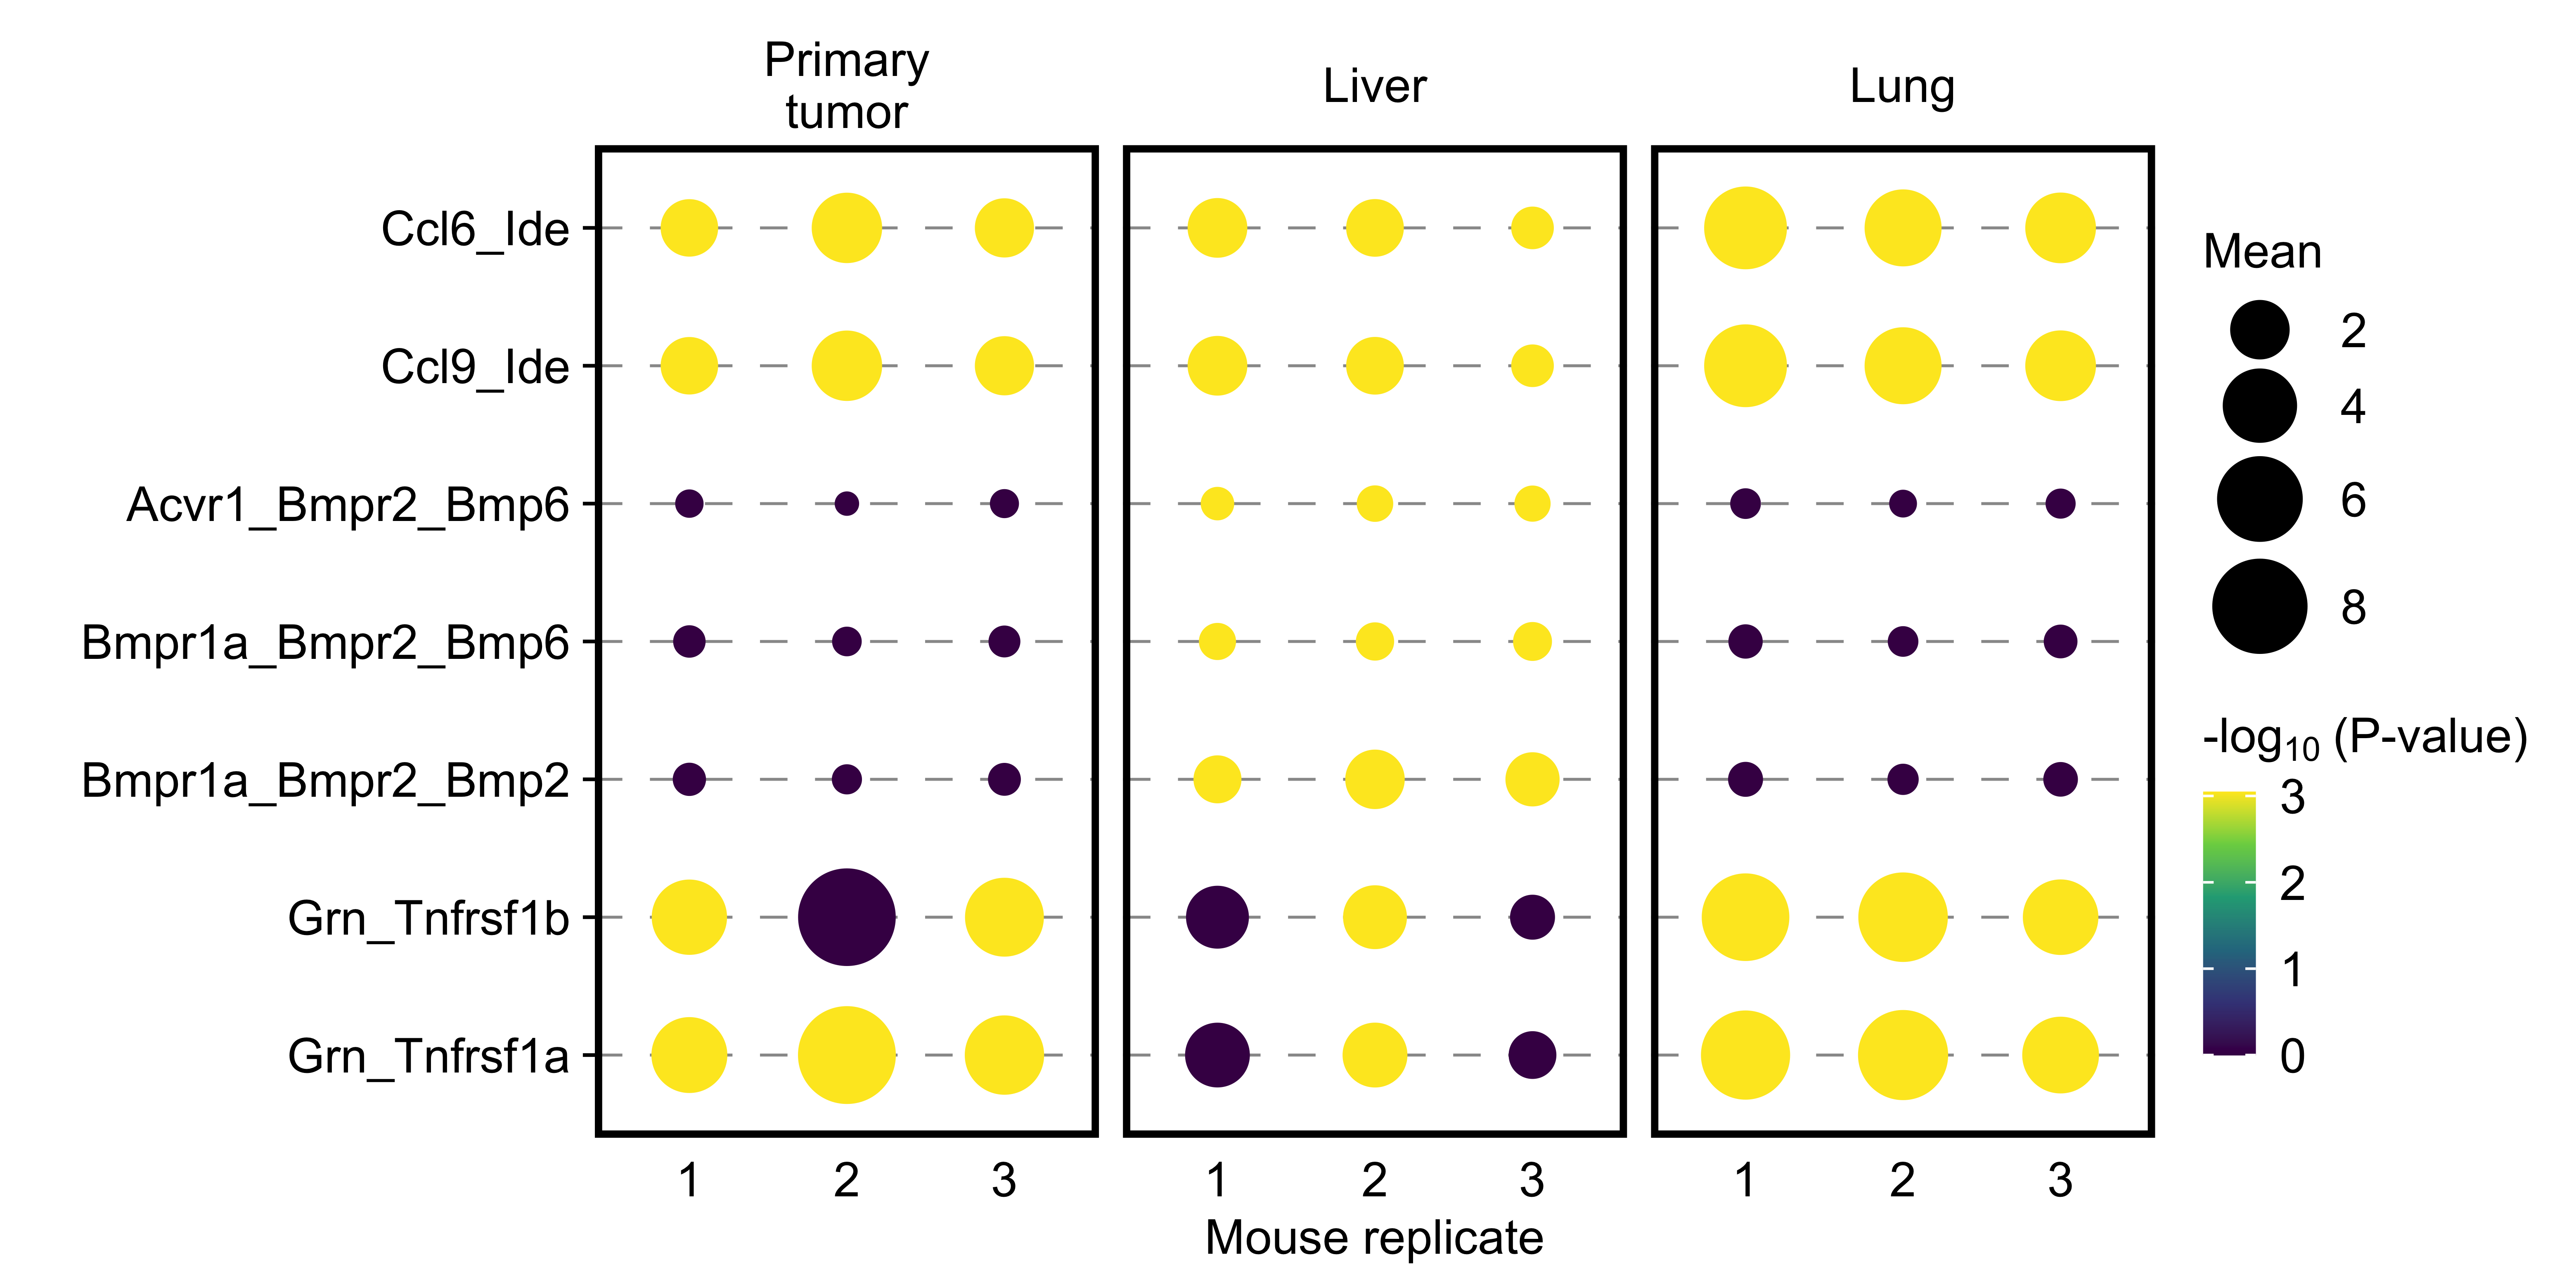 Primary
tumor
Liver
Lung
Ccl6_Ide
Ccl9_Ide
Acvr1_Bmpr2_Bmp6
Bmpr1a_Bmpr2_Bmp6
Bmpr1a_Bmpr2_Bmp2
Grn_Tnfrsf1b
Grn_Tnfrsf1a
1 2 3
1 2 3
1 2 3
Mouse replicate
Mean
2
4
6
8
-log₁₀ (P-value)
3
2
1
0